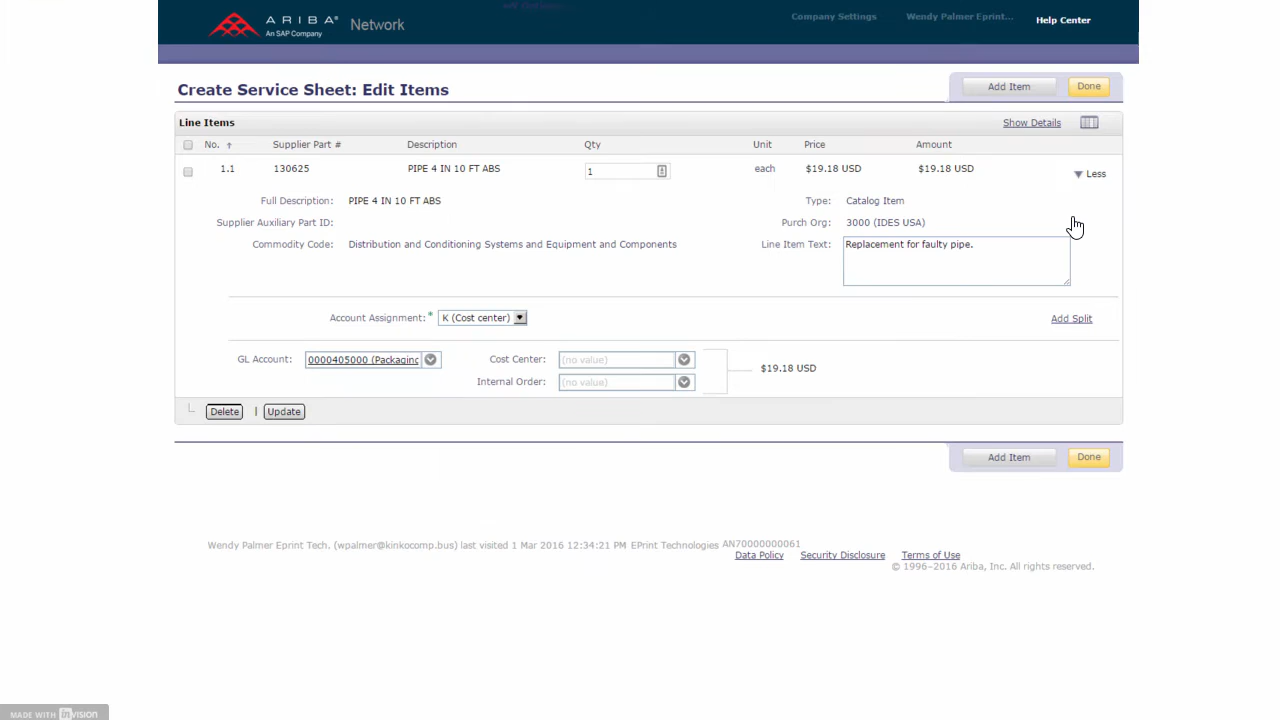 ARIBA® Network
An SAP Company
Company Settings Wendy Palmer Eprint... Help Center
Create Service Sheet: Edit Items
Add Item Done
Line Items Show Details
No. ↑ Supplier Part # Description Qty Unit Price Amount
1.1 130625 PIPE 4 IN 10 FT ABS 1 each $19.18 USD $19.18 USD Less
Full Description: PIPE 4 IN 10 FT ABS Type: Catalog Item
Supplier Auxiliary Part ID: Purch Org: 3000 (IDES USA)
Commodity Code: Distribution and Conditioning Systems and Equipment and Components Line Item Text: Replacement for faulty pipe.
Account Assignment: * K (Cost center) Add Split
GL Account: 0000405000 (Packaging Cost Center: (no value) $19.18 USD
Internal Order: (no value)
Delete | Update
Add Item Done
Wendy Palmer Eprint Tech. (wpalmer@kinkocomp.bus) last visited 1 Mar 2016 12:34:21 PM EPrint Technologies AN70000000061
Data Policy Security Disclosure Terms of Use
© 1996–2016 Ariba, Inc. All rights reserved.
MADE WITH invision